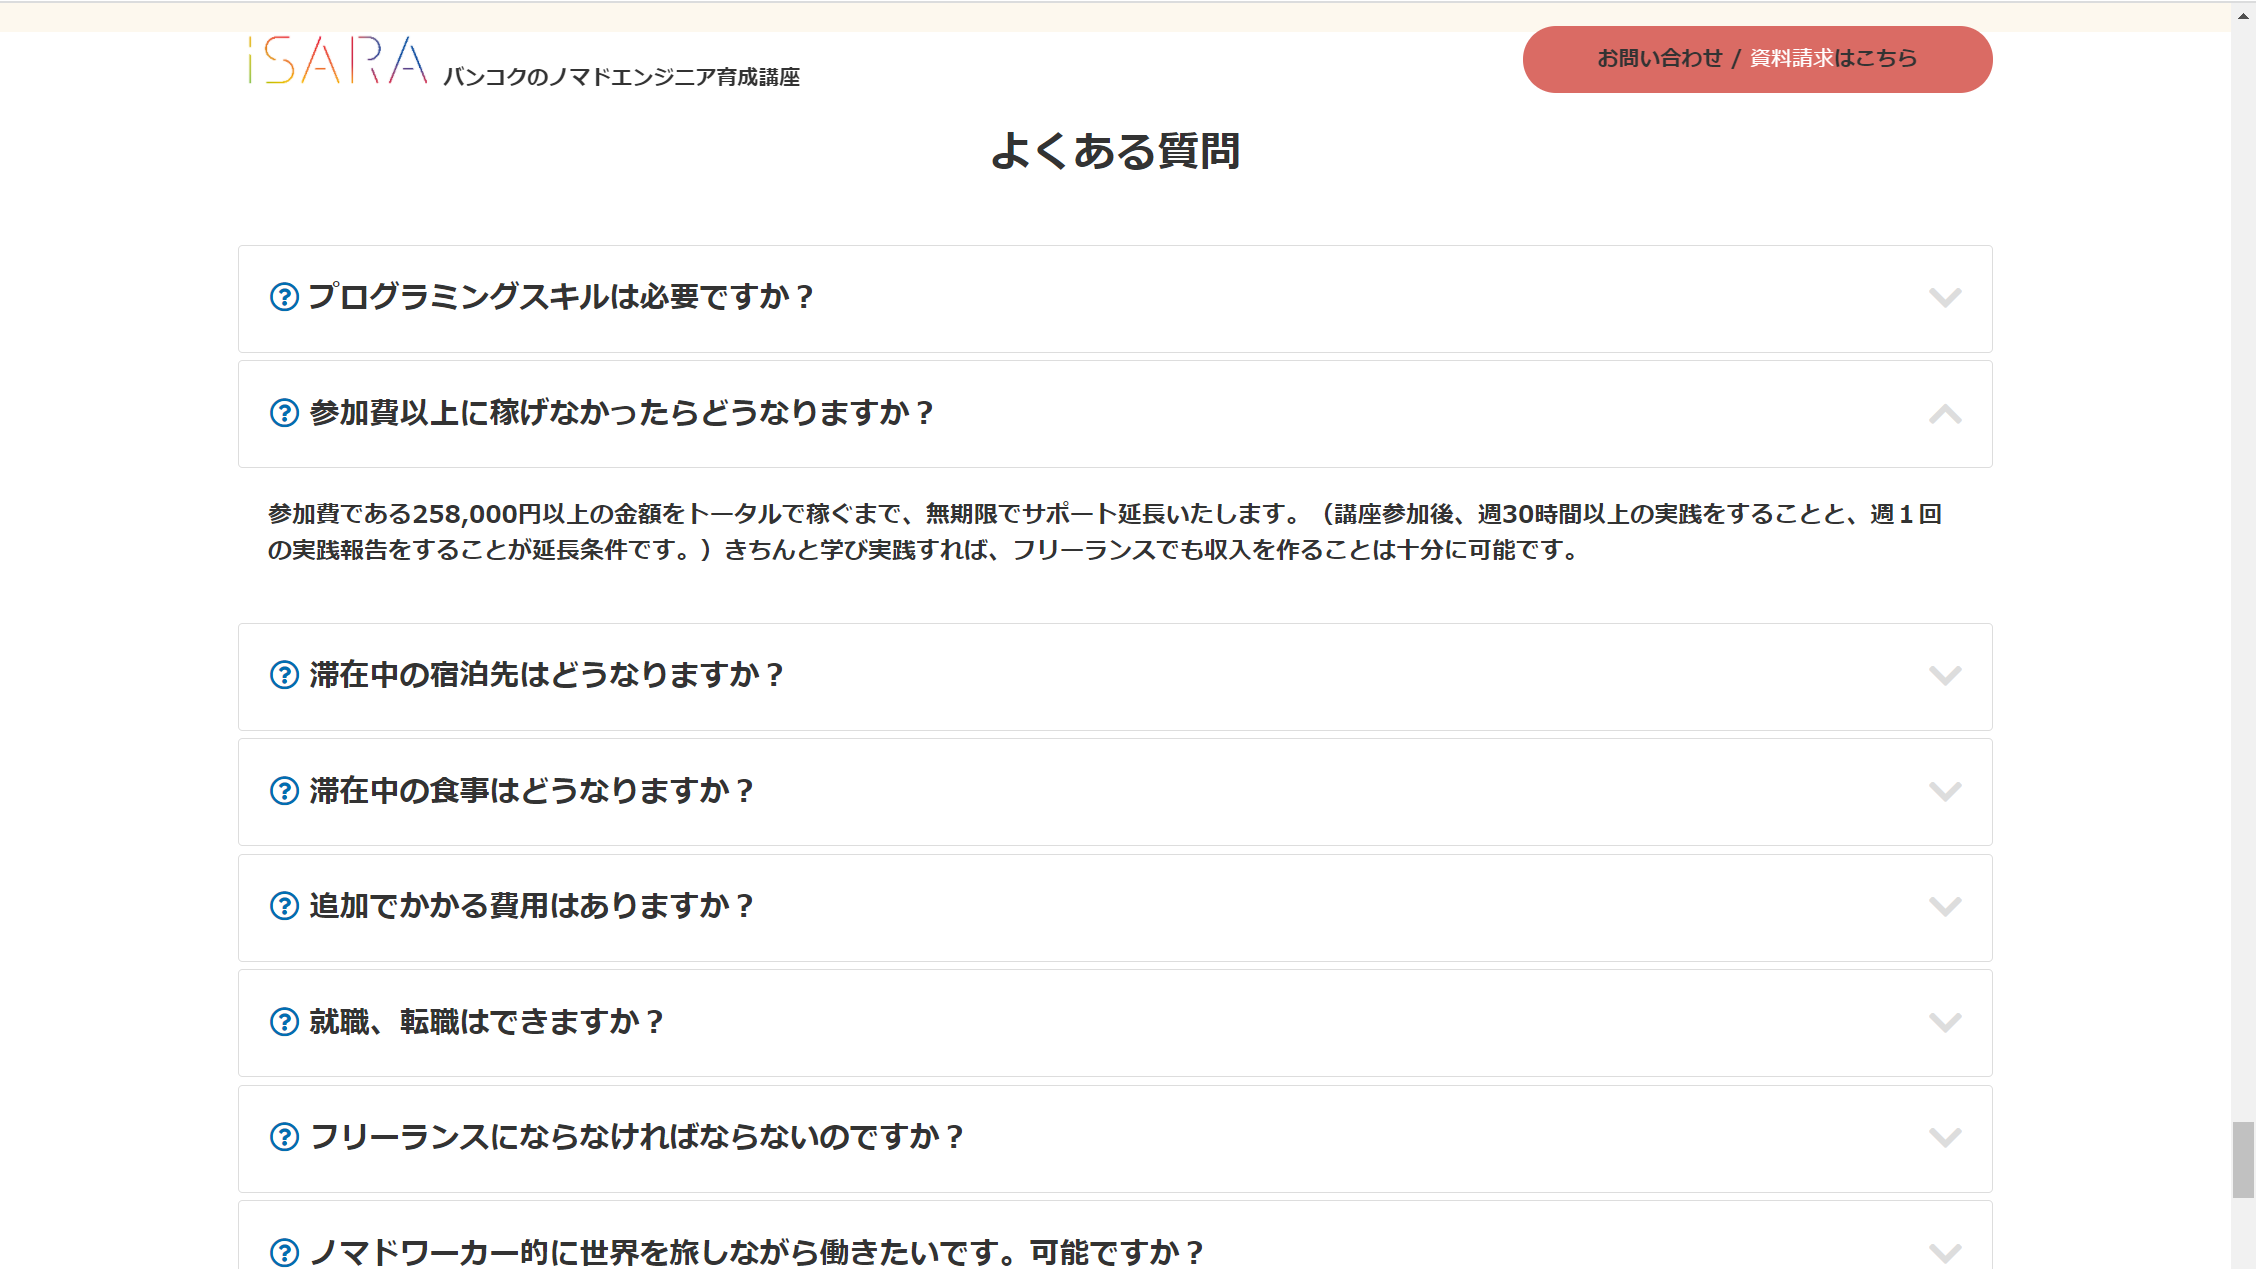 iSARA バンコクのノマドエンジニア育成講座
お問い合わせ / 資料請求はこちら
よくある質問
プログラミングスキルは必要ですか？
参加費以上に稼げなかったらどうなりますか？
参加費である258,000円以上の金額をトータルで稼ぐまで、無期限でサポート延長いたします。（講座参加後、週30時間以上の実践をすることと、週１回
の実践報告をすることが延長条件です。）きちんと学び実践すれば、フリーランスでも収入を作ることは十分に可能です。
滞在中の宿泊先はどうなりますか？
滞在中の食事はどうなりますか？
追加でかかる費用はありますか？
就職、転職はできますか？
フリーランスにならなければならないのですか？
ノマドワーカー的に世界を旅しながら働きたいです。可能ですか？